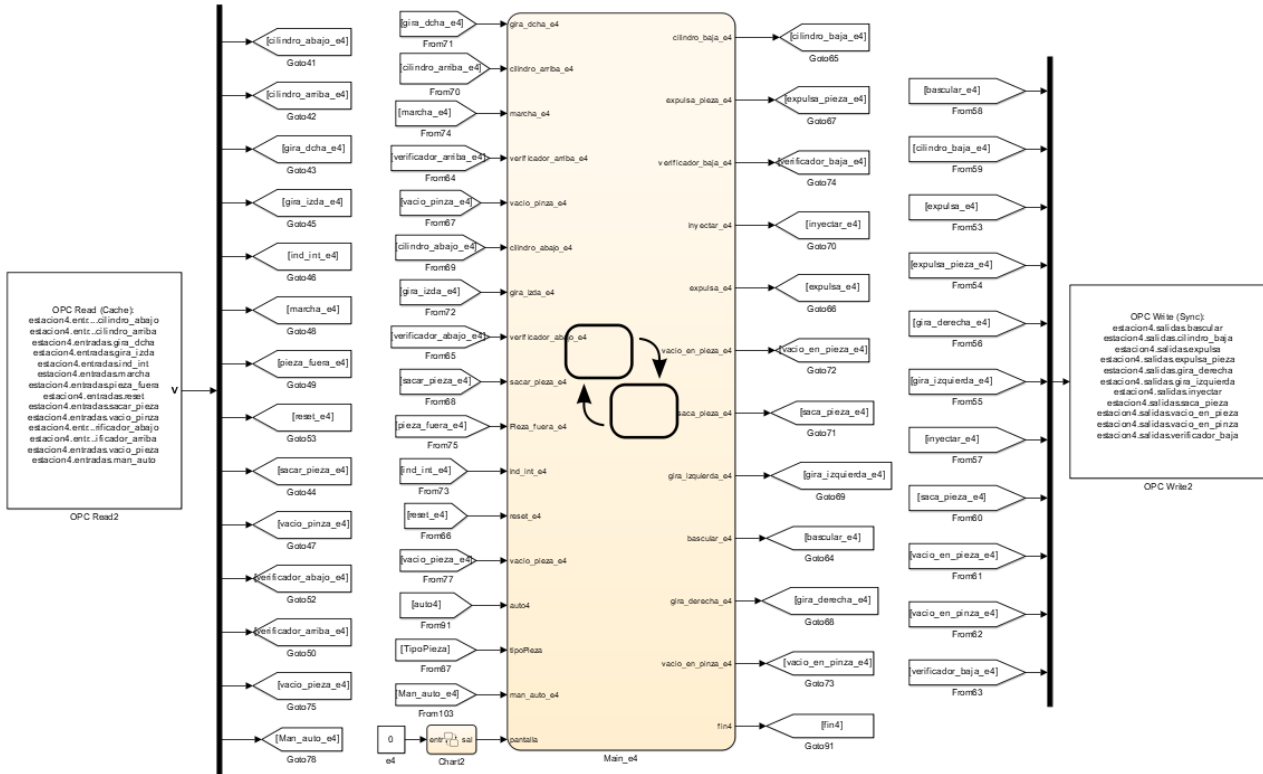 OPC Read (Cache):
estacion4.entr....cilindro_abajo
estacion4.entr...cilindro_arriba
estacion4.entradas.gira_dcha
estacion4.entradas.gira_izda
estacion4.entradas.ind_int
estacion4.entradas.marcha
estacion4.entradas.pieza_fuera
estacion4.entradas.reset
estacion4.entradas.sacar_pieza
estacion4.entradas.vacio_pinza
estacion4.entr...rificador_abajo
estacion4.entr...ificador_arriba
estacion4.entradas.vacio_pieza
estacion4.entradas.man_auto
V
OPC Read2
[cilindro_abajo_e4]
Goto41
[cilindro_arriba_e4]
Goto42
[gira_dcha_e4]
Goto43
[gira_izda_e4]
Goto45
[ind_int_e4]
Goto46
[marcha_e4]
Goto48
[pieza_fuera_e4]
Goto49
[reset_e4]
Goto53
[sacar_pieza_e4]
Goto44
[vacio_pinza_e4]
Goto47
[verificador_abajo_e4]
Goto52
[verificador_arriba_e4]
Goto50
[vacio_pieza_e4]
Goto75
[Man_auto_e4]
Goto78
[gira_dcha_e4]
From71
[cilindro_arriba_e4]
From70
[marcha_e4]
From74
[verificador_arriba_e4]
From64
[vacio_pinza_e4]
From67
[cilindro_abajo_e4]
From69
[gira_izda_e4]
From72
[verificador_abajo_e4]
From65
[sacar_pieza_e4]
From68
[pieza_fuera_e4]
From75
[ind_int_e4]
From73
[reset_e4]
From66
[vacio_pieza_e4]
From77
[auto4]
From91
[TipoPieza]
From87
[Man_auto_e4]
From103
0
e4
entr sal
Chart2
gira_dcha_e4
cilindro_arriba_e4
marcha_e4
verificador_arriba_e4
vacio_pinza_e4
cilindro_abajo_e4
gira_izda_e4
verificador_abajo_e4
sacar_pieza_e4
Pieza_fuera_e4
ind_int_e4
reset_e4
vacio_pieza_e4
auto4
tipoPieza
man_auto_e4
pantalla
cilindro_baja_e4
expulsa_pieza_e4
verificador_baja_e4
inyectar_e4
expulsa_e4
vacio_en_pieza_e4
saca_pieza_e4
gira_izquierda_e4
bascular_e4
gira_derecha_e4
vacio_en_pinza_e4
fin4
Main_e4
[cilindro_baja_e4]
Goto65
[expulsa_pieza_e4]
Goto67
[verificador_baja_e4]
Goto74
[inyectar_e4]
Goto70
[expulsa_e4]
Goto66
[vacio_en_pieza_e4]
Goto72
[saca_pieza_e4]
Goto71
[gira_izquierda_e4]
Goto69
[bascular_e4]
Goto64
[gira_derecha_e4]
Goto68
[vacio_en_pinza_e4]
Goto73
[fin4]
Goto91
[bascular_e4]
From58
[cilindro_baja_e4]
From59
[expulsa_e4]
From53
[expulsa_pieza_e4]
From54
[gira_derecha_e4]
From56
[gira_izquierda_e4]
From55
[inyectar_e4]
From57
[saca_pieza_e4]
From60
[vacio_en_pieza_e4]
From61
[vacio_en_pinza_e4]
From62
[verificador_baja_e4]
From63
OPC Write (Sync):
estacion4.salidas.bascular
estacion4.salidas.cilindro_baja
estacion4.salidas.expulsa
estacion4.salidas.expulsa_pieza
estacion4.salidas.gira_derecha
estacion4.salidas.gira_izquierda
estacion4.salidas.inyectar
estacion4.salidas.saca_pieza
estacion4.salidas.vacio_en_pieza
estacion4.salidas.vacio_en_pinza
estacion4.salidas.verificador_baja
OPC Write2